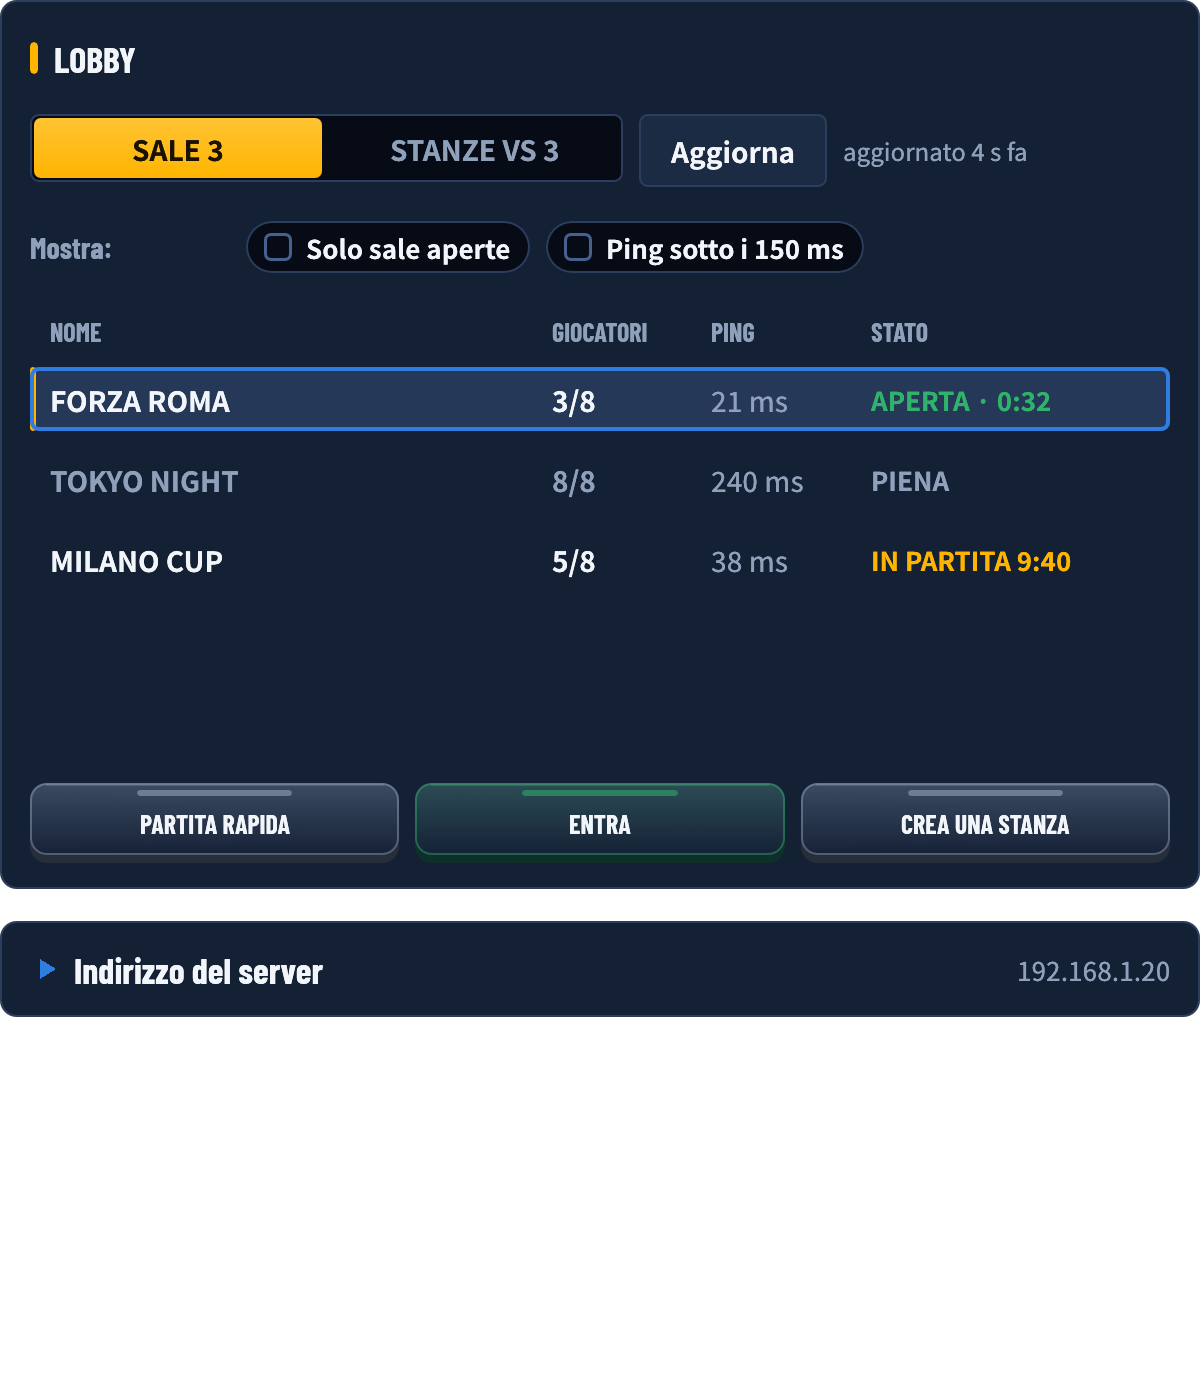 LOBBY
SALE 3 STANZE VS 3 Aggiorna aggiornato 4 s fa
Mostra: Solo sale aperte Ping sotto i 150 ms
NOME GIOCATORI PING STATO
FORZA ROMA 3/8 21 ms APERTA · 0:32
TOKYO NIGHT 8/8 240 ms PIENA
MILANO CUP 5/8 38 ms IN PARTITA 9:40
PARTITA RAPIDA ENTRA CREA UNA STANZA
Indirizzo del server 192.168.1.20